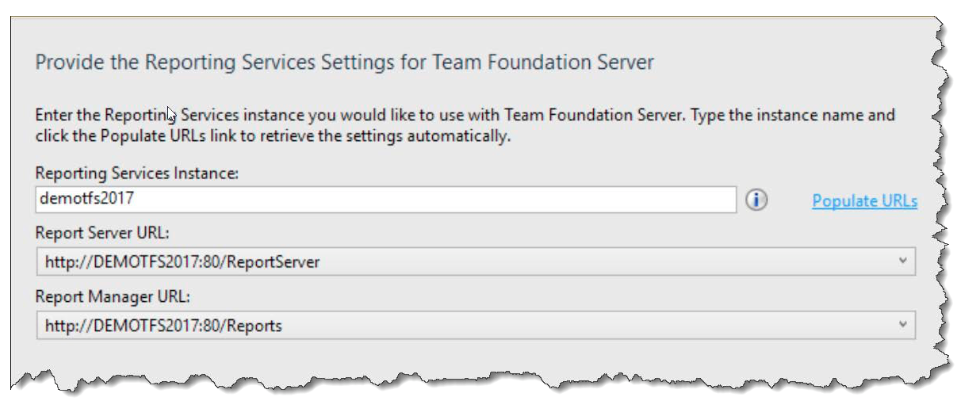 Provide the Reporting Services Settings for Team Foundation Server
Enter the Reporting Services instance you would like to use with Team Foundation Server. Type the instance name and
click the Populate URLs link to retrieve the settings automatically.
Reporting Services Instance:
demotfs2017
Populate URLs
Report Server URL:
http://DEMOTFS2017:80/ReportServer
Report Manager URL:
http://DEMOTFS2017:80/Reports